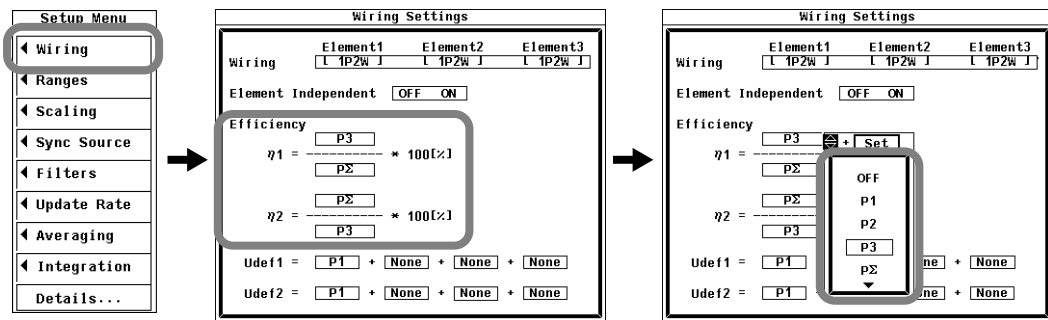 Setup Menu
Wiring
Ranges
Scaling
Sync Source
Filters
Update Rate
Averaging
Integration
Details...
Wiring Settings
Element1 Element2 Element3
Wiring [ 1P2W ] [ 1P2W ] [ 1P2W ]
Element Independent OFF ON
Efficiency
P3
η1 = ---------- * 100[%]
PΣ
PΣ
η2 = ---------- * 100[%]
P3
Udef1 = P1 + None + None + None
Udef2 = P1 + None + None + None
Wiring Settings
Element1 Element2 Element3
Wiring [ 1P2W ] [ 1P2W ] [ 1P2W ]
Element Independent OFF ON
Efficiency
P3 + Set
η1 = ----------
PΣ
PΣ
η2 = ----------
P3
OFF
P1
P2
P3
PΣ
Udef1 = P1 + None
Udef2 = P1 + None